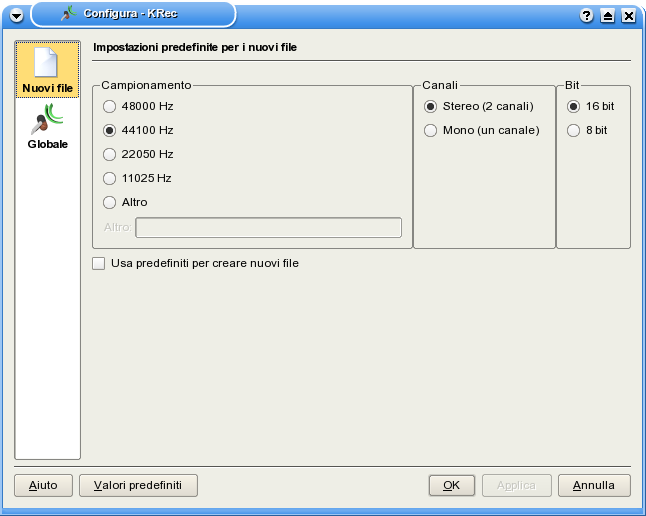 Configura - KRec
?
Nuovi file
Globale
Impostazioni predefinite per i nuovi file
Campionamento
48000 Hz
44100 Hz
22050 Hz
11025 Hz
Altro
Altro:
Canali
Stereo (2 canali)
Mono (un canale)
Bit
16 bit
8 bit
Usa predefiniti per creare nuovi file
Aiuto
Valori predefiniti
OK
Applica
Annulla